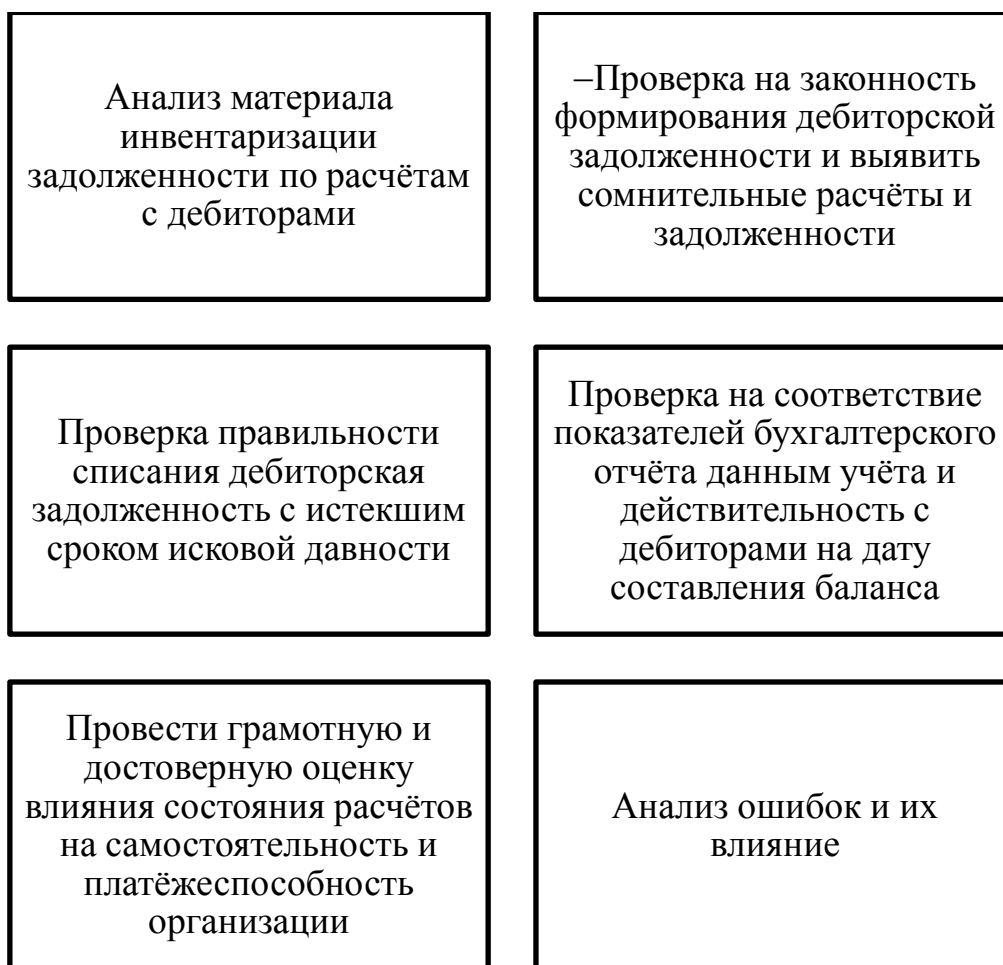 Анализ материала
инвентаризации
задолженности по расчётам
с дебиторами
–Проверка на законность
формирования дебиторской
задолженности и выявить
сомнительные расчёты и
задолженности
Проверка правильности
списания дебиторская
задолженность с истекшим
сроком исковой давности
Проверка на соответствие
показателей бухгалтерского
отчёта данным учёта и
действительность с
дебиторами на дату
составления баланса
Провести грамотную и
достоверную оценку
влияния состояния расчётов
на самостоятельность и
платёжеспособность
организации
Анализ ошибок и их
влияние